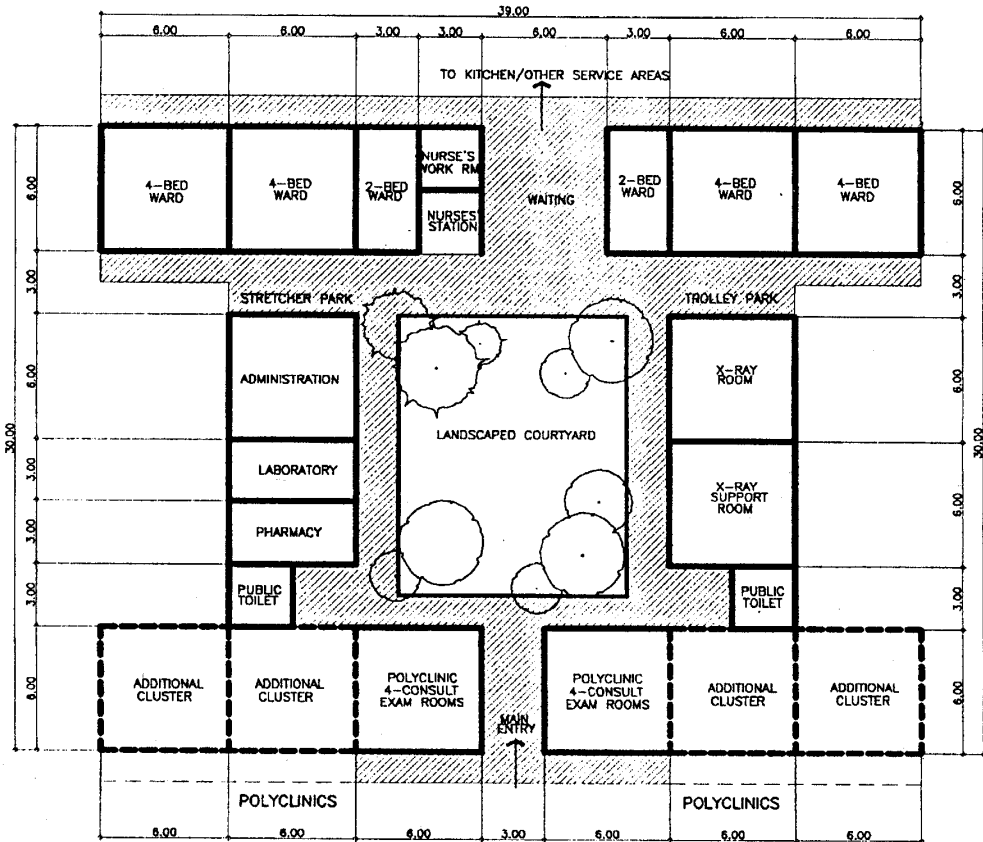 39.00
6.00 6.00 3.00 3.00 6.00 3.00 6.00 6.00
TO KITCHEN/OTHER SERVICE AREAS
4-BED
WARD
4-BED
WARD
2-BED
WARD
NURSE'S
WORK RM
NURSES'
STATION
WAITING
2-BED
WARD
4-BED
WARD
4-BED
WARD
6.00
6.00
3.00
3.00
STRETCHER PARK
TROLLEY PARK
ADMINISTRATION
X-RAY
ROOM
6.00
6.00
30.00
30.00
LANDSCAPED COURTYARD
LABORATORY
3.00
X-RAY
SUPPORT
ROOM
6.00
PHARMACY
3.00
PUBLIC
TOILET
PUBLIC
TOILET
3.00
3.00
ADDITIONAL
CLUSTER
ADDITIONAL
CLUSTER
POLYCLINIC
4-CONSULT
EXAM ROOMS
POLYCLINIC
4-CONSULT
EXAM ROOMS
ADDITIONAL
CLUSTER
ADDITIONAL
CLUSTER
6.00
6.00
MAIN
ENTRY
POLYCLINICS
POLYCLINICS
6.00 6.00 6.00 3.00 6.00 6.00 6.00